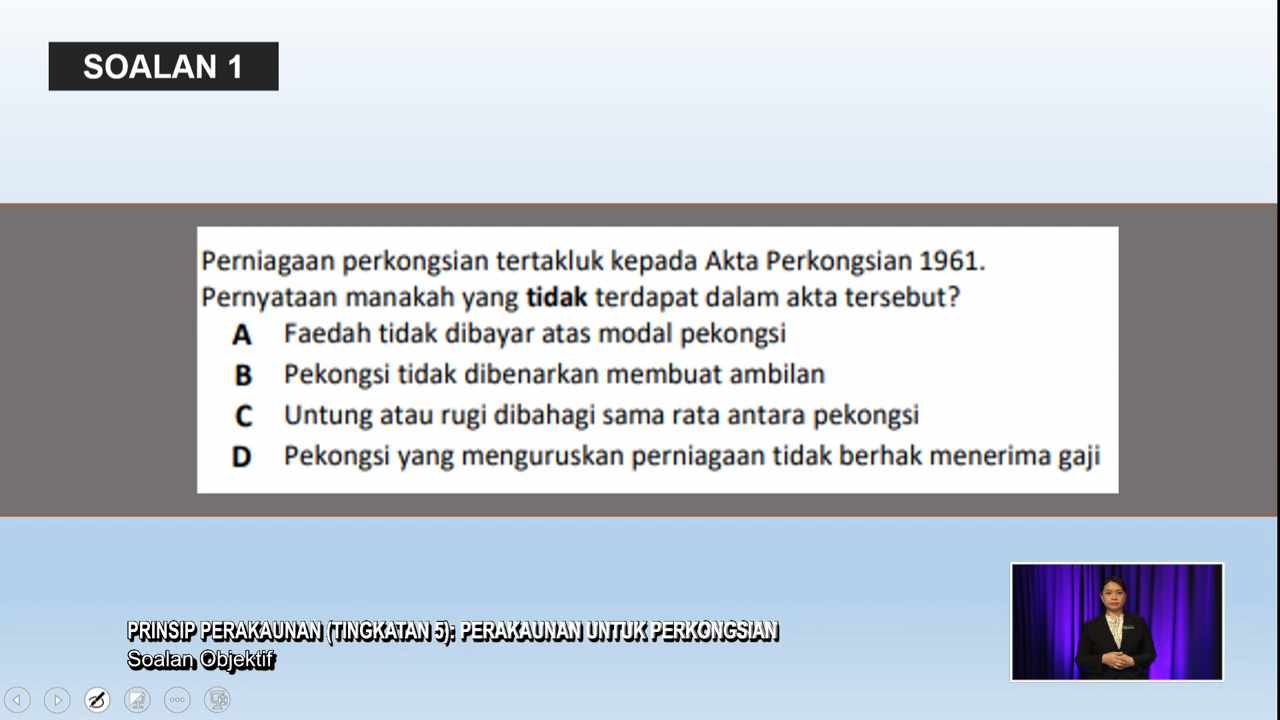 SOALAN 1
Perniagaan perkongsian tertakluk kepada Akta Perkongsian 1961.
Pernyataan manakah yang tidak terdapat dalam akta tersebut?
A Faedah tidak dibayar atas modal pekongsi
B Pekongsi tidak dibenarkan membuat ambilan
C Untung atau rugi dibahagi sama rata antara pekongsi
D Pekongsi yang menguruskan perniagaan tidak berhak menerima gaji
PRINSIP PERAKAUNAN (TINGKATAN 5): PERAKAUNAN UNTUK PERKONGSIAN
Soalan Objektif